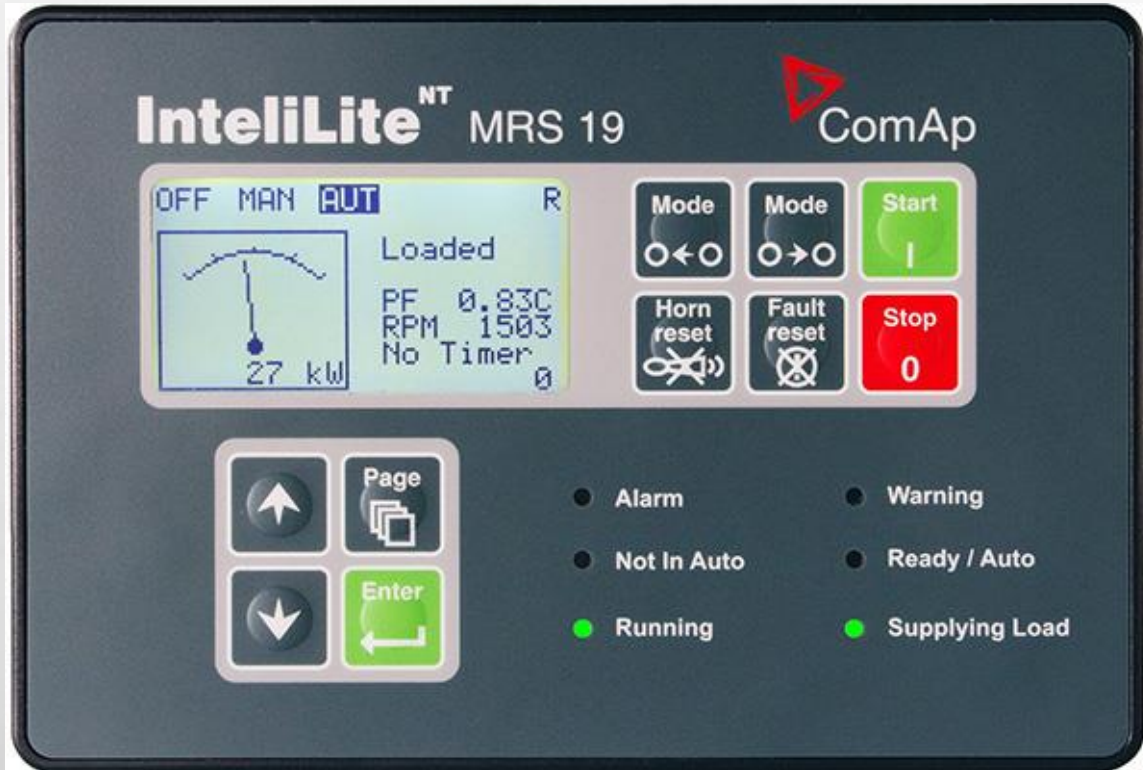 InteliLite NT MRS 19
ComAp
OFF MAN AUT R
Loaded
PF 0.83C
RPM 1503
No Timer
27 kW 0
Mode
Mode
Start
I
Horn reset
Fault reset
Stop
0
Page
Enter
Alarm
Warning
Not In Auto
Ready / Auto
Running
Supplying Load